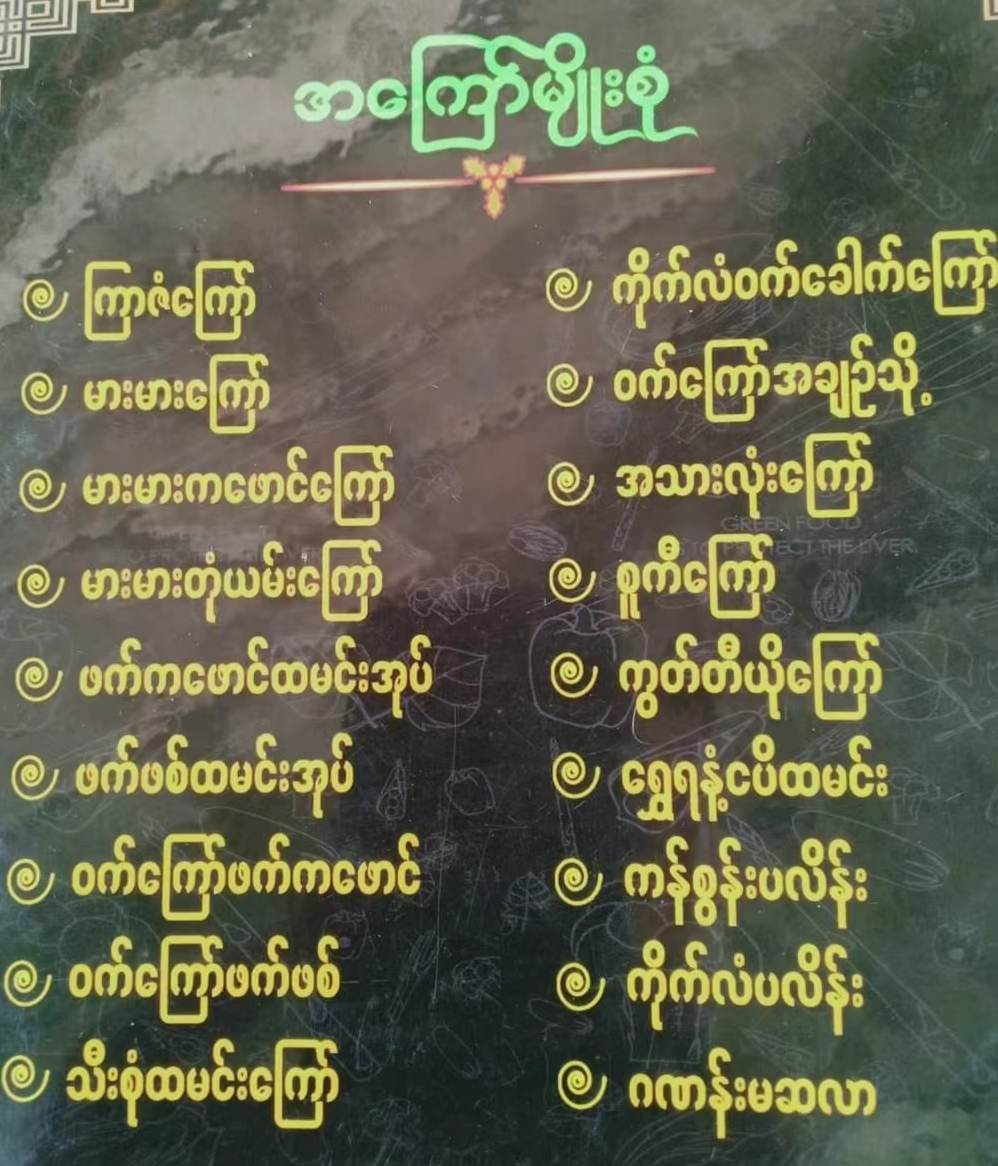 အကြော်မျိုးစုံ
ကြာဇံကြော်
မားမားကြော်
မားမားကဖောင်ကြော်
မားမားတုံယမ်းကြော်
ဖက်ကဖောင်ထမင်းအုပ်
ဖက်ဖစ်ထမင်းအုပ်
ဝက်ကြော်ဖက်ကဖောင်
ဝက်ကြော်ဖက်ဖစ်
သီးစုံထမင်းကြော်
ကိုက်လံဝက်ခေါက်ကြော်
ဝက်ကြော်အချဉ်သို့
အသားလုံးကြော်
GREEN FOOD
PROTECT THE LIVER
စူကီကြော်
ကွတ်တီယိုကြော်
ရွှေရနံ့ငပိထမင်း
ကန်စွန်းပလိန်း
ကိုက်လံပလိန်း
ဂဏန်းမဆလာ